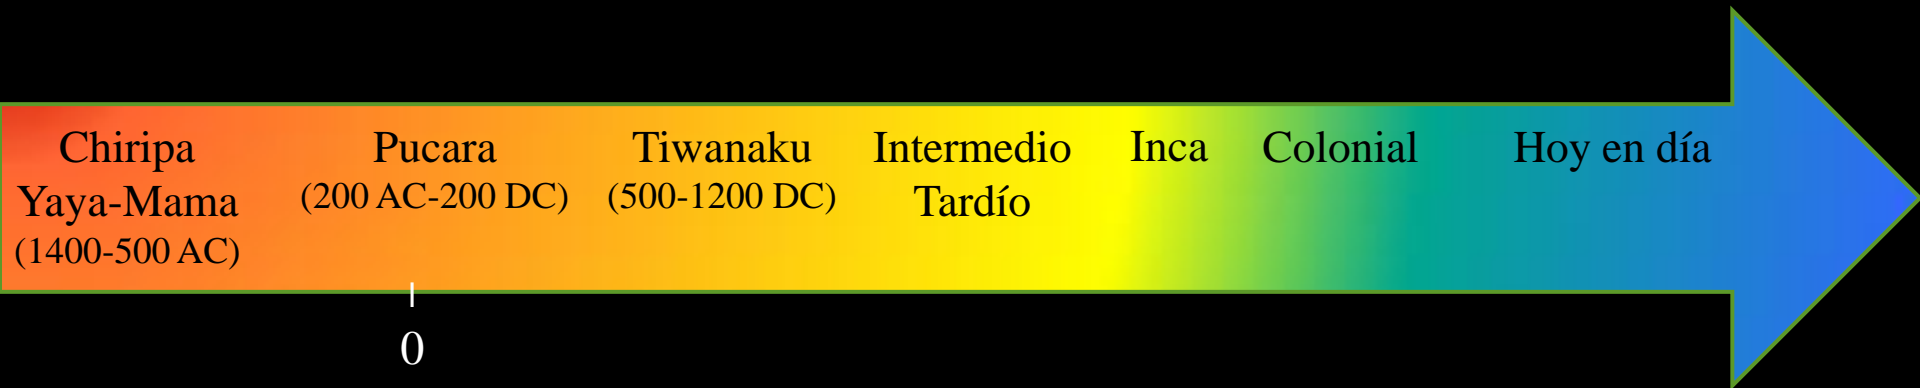 Chiripa
Yaya-Mama
(1400-500 AC)
Pucara
(200 AC-200 DC)
Tiwanaku
(500-1200 DC)
Intermedio
Tardío
Inca
Colonial
Hoy en día
0